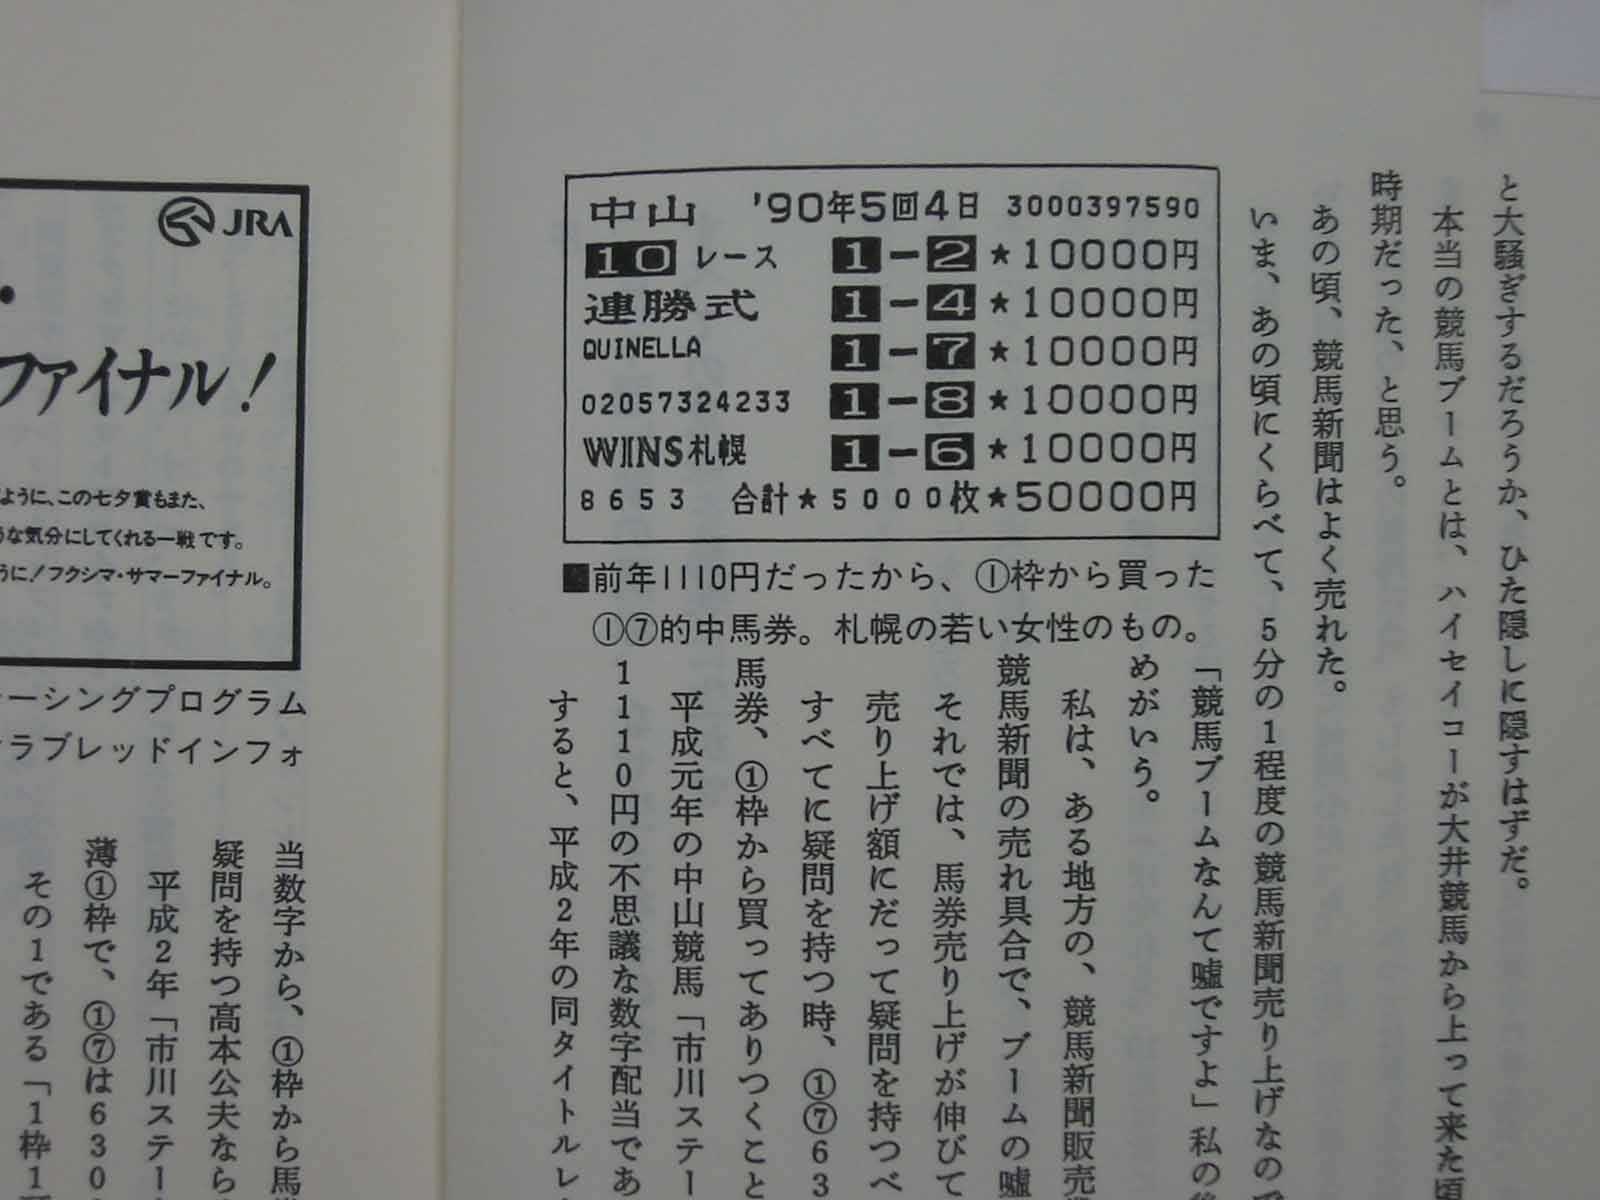 と大騒ぎするだろうか、ひた隠しに隠すはずだ。
本当の競馬ブームとは、ハイセイコーが大井競馬から上って来た頃
時期だった、と思う。
あの頃、競馬新聞はよく売れた。
いま、あの頃にくらべて、5分の1程度の競馬新聞売り上げなので
「競馬ブームなんて嘘ですよ」私の後
めがいう。
私は、ある地方の、競馬新聞販売
競馬新聞の売れ具合で、ブームの嘘
それでは、馬券売り上げが伸びて
売り上げ額にだって疑問を持つべ
すべてに疑問を持つ時、①⑦63
馬券、①枠から買ってありつくこと
平成元年の中山競馬「市川ステー
1110円の不思議な数字配当であ
すると、平成2年の同タイトルレ
中山 '90年5回4日 3000397590
10レース 1-2★10000円
連勝式 1-4★10000円
QUINELLA 1-7★10000円
02057324233 1-8★10000円
WINS札幌 1-6★10000円
8653 合計★5000枚★50000円
■前年1110円だったから、①枠から買った
①⑦的中馬券。札幌の若い女性のもの。
JRA
ファイナル!
ように、この七夕賞もまた、
うな気分にしてくれる一戦です。
うに!フクシマ・サマーファイナル。
ーシングプログラム
ラブレッドインフォ
当数字から、①枠から馬
疑問を持つ高本公夫なら
平成2年「市川ステー
薄①枠で、①⑦は630
その1である「1枠1